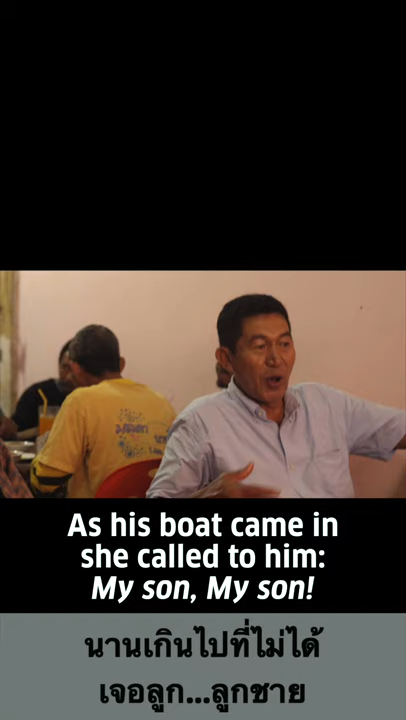 As his boat came in
she called to him:
My son, My son!
นานเกินไปที่ไม่ได้
เจอลูก...ลูกชาย